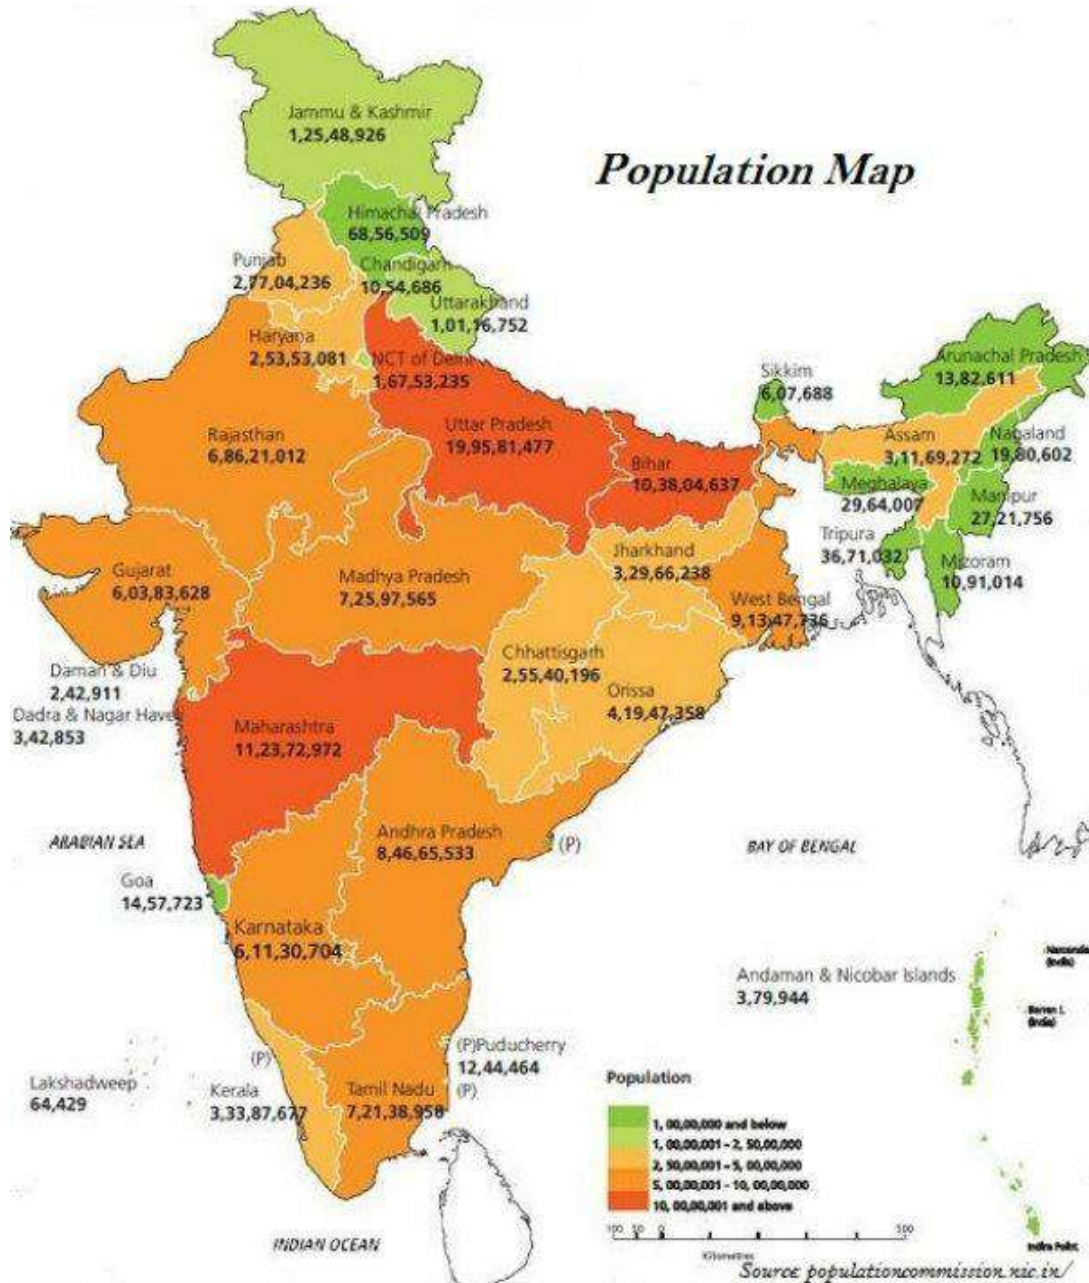 Population Map
Jammu & Kashmir
1,25,48,926
Himachal Pradesh
68,56,509
Punjab
2,77,04,236
Chandigarh
10,54,686
Uttarakhand
1,01,16,752
Haryana
2,53,53,081
NCT of Delhi
1,67,53,235
Rajasthan
6,86,21,012
Uttar Pradesh
19,95,81,477
Bihar
10,38,04,637
Sikkim
6,07,688
Arunachal Pradesh
13,82,611
Assam
3,11,69,272
Nagaland
19,80,602
Meghalaya
29,64,007
Manipur
27,21,756
Tripura
36,71,032
Mizoram
10,91,014
Gujarat
6,03,83,628
Madhya Pradesh
7,25,97,565
Jharkhand
3,29,66,238
West Bengal
9,13,47,736
Chhattisgarh
2,55,40,196
Orissa
4,19,47,358
Daman & Diu
2,42,911
Dadra & Nagar Have
3,42,853
Maharashtra
11,23,72,972
Andhra Pradesh
8,46,65,533
(P)
ARABIAN SEA
BAY OF BENGAL
Goa
14,57,723
Karnataka
6,11,30,704
Andaman & Nicobar Islands
3,79,944
(India)
Barren I.
(India)
(P)
(P)Puducherry
12,44,464
(P)
Lakshadweep
64,429
Kerala
3,33,87,677
Tamil Nadu
7,21,38,958
Population
1, 00,00,000 and below
1, 00,00,001 - 2, 50,00,000
2, 50,00,001 - 5, 00,00,000
5, 00,00,001 - 10, 00,00,000
10, 00,00,001 and above
100 50 0 500
Kilometres
INDIAN OCEAN
Indira Point
Source: populationcommission.nic.in/